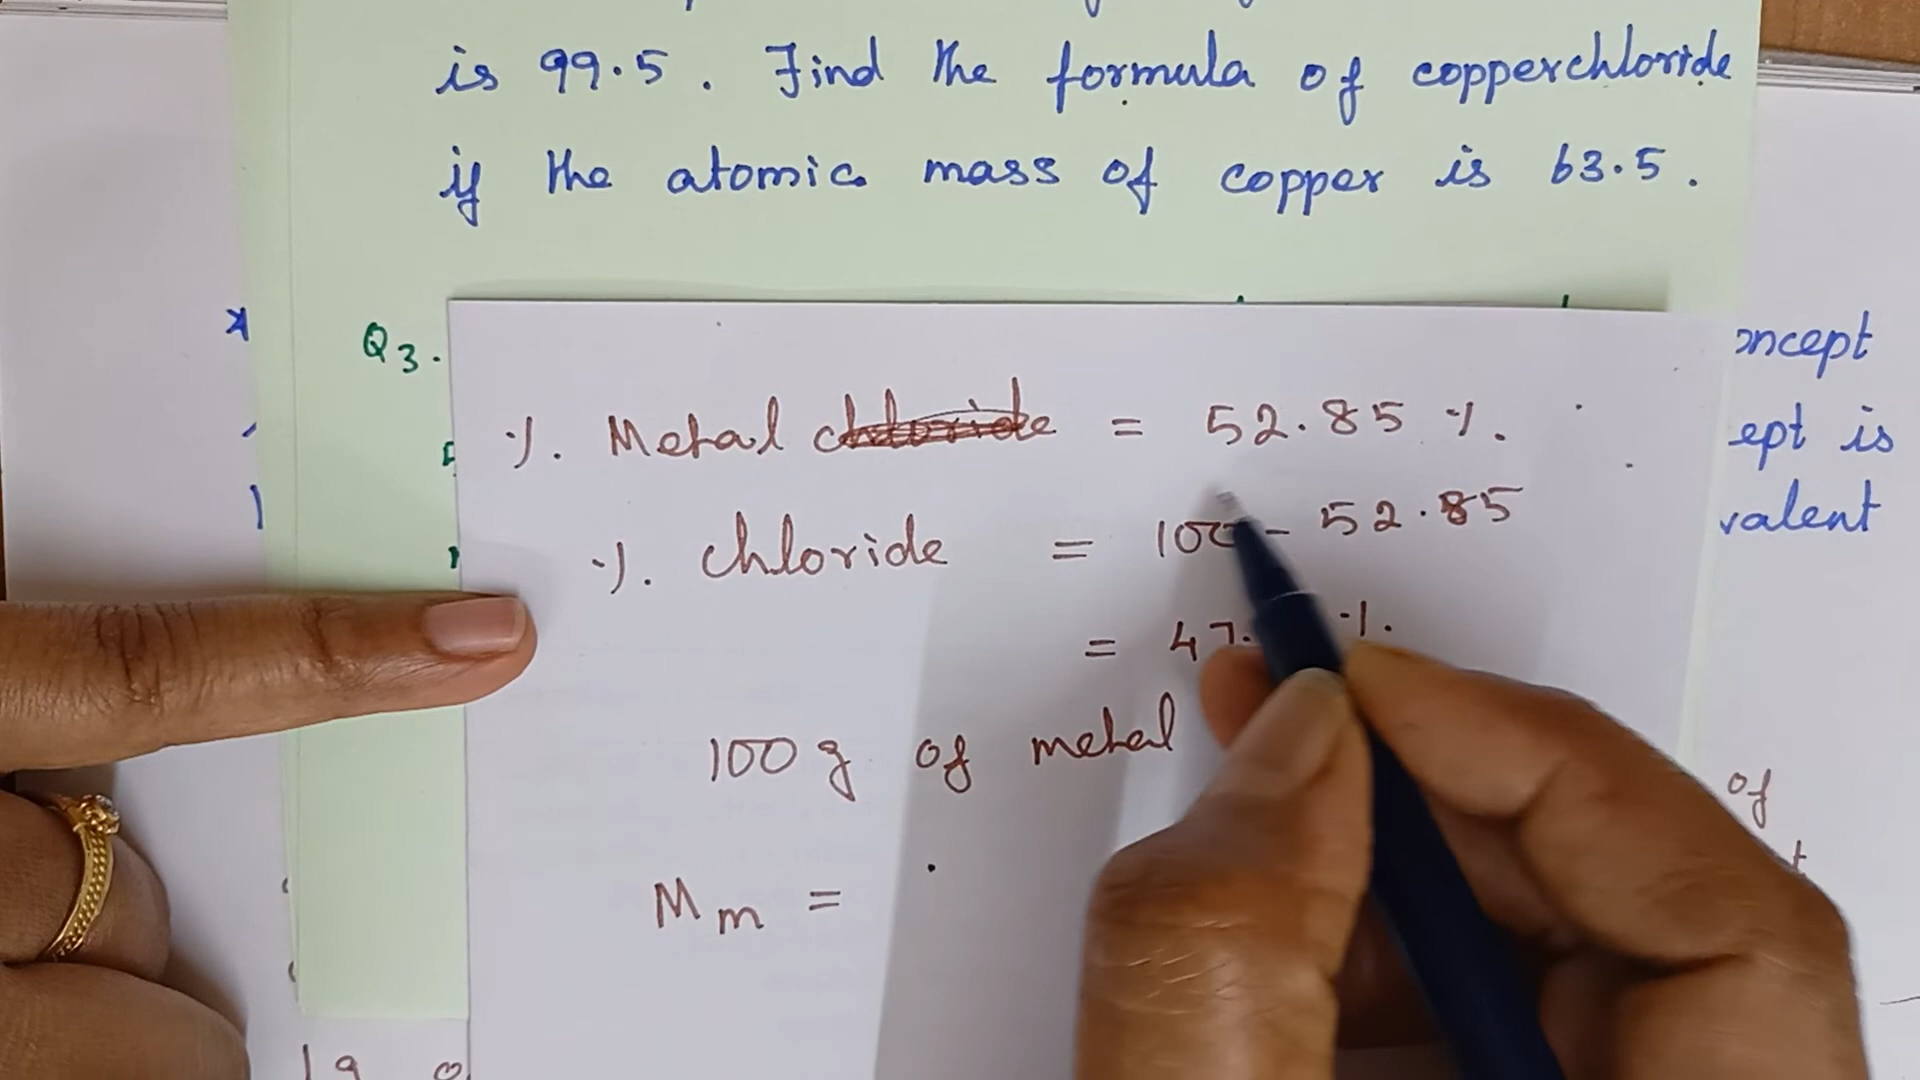 is 99.5. Find the formula of copperchloride
if the atomic mass of copper is 63.5.
Q3.
oncept
ept is
valent
%. Metal chloride = 52.85 %.
%. chloride = 100 - 52.85
= 47. %.
100 g of metal
of
Mm =
19